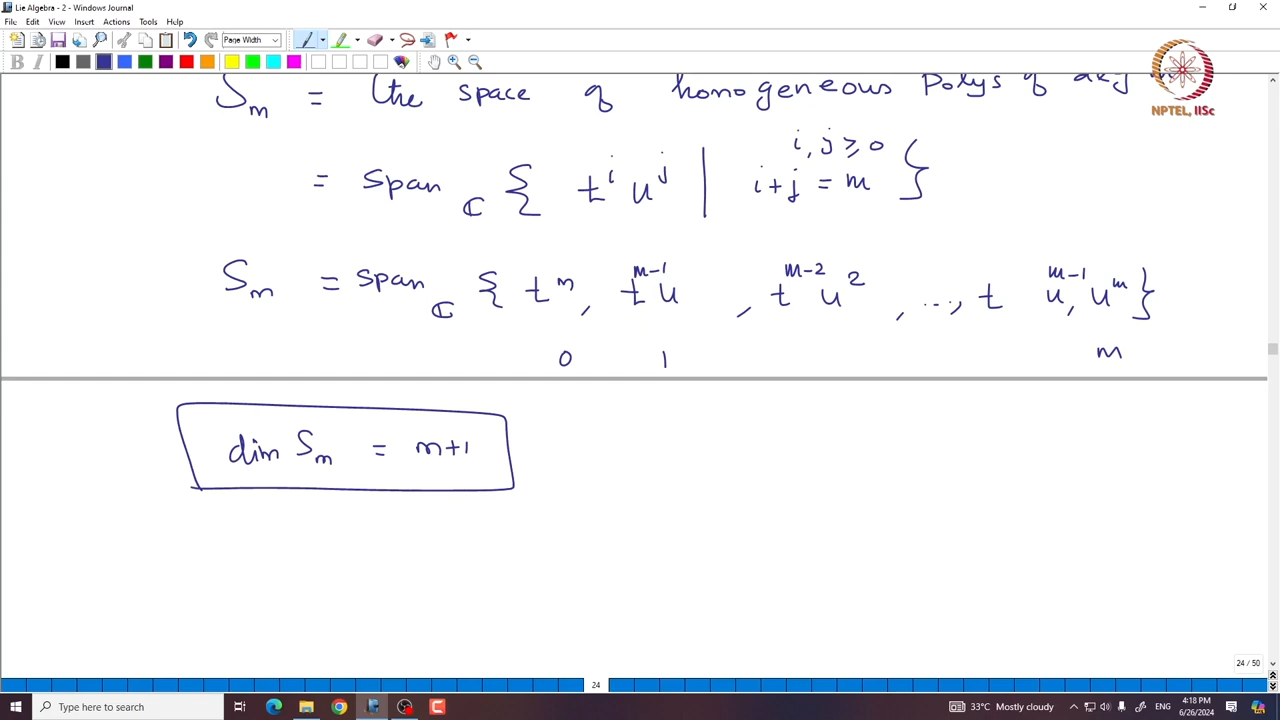 Lie Algebra - 2 - Windows Journal
File Edit View Insert Actions Tools Help
Page Width
B I
NPTEL, IISc
S_m = the space of homogeneous Polys of deg m
= span_ℂ { t^i u^j | i, j ≥ 0 i+j = m }
S_m = span_ℂ { t^m, t^{m-1} u, t^{m-2} u^2, ..., t u^{m-1}, u^m }
0 1 m
dim S_m = m+1
24 / 50
24
Type here to search
33°C Mostly cloudy
4:18 PM
6/26/2024